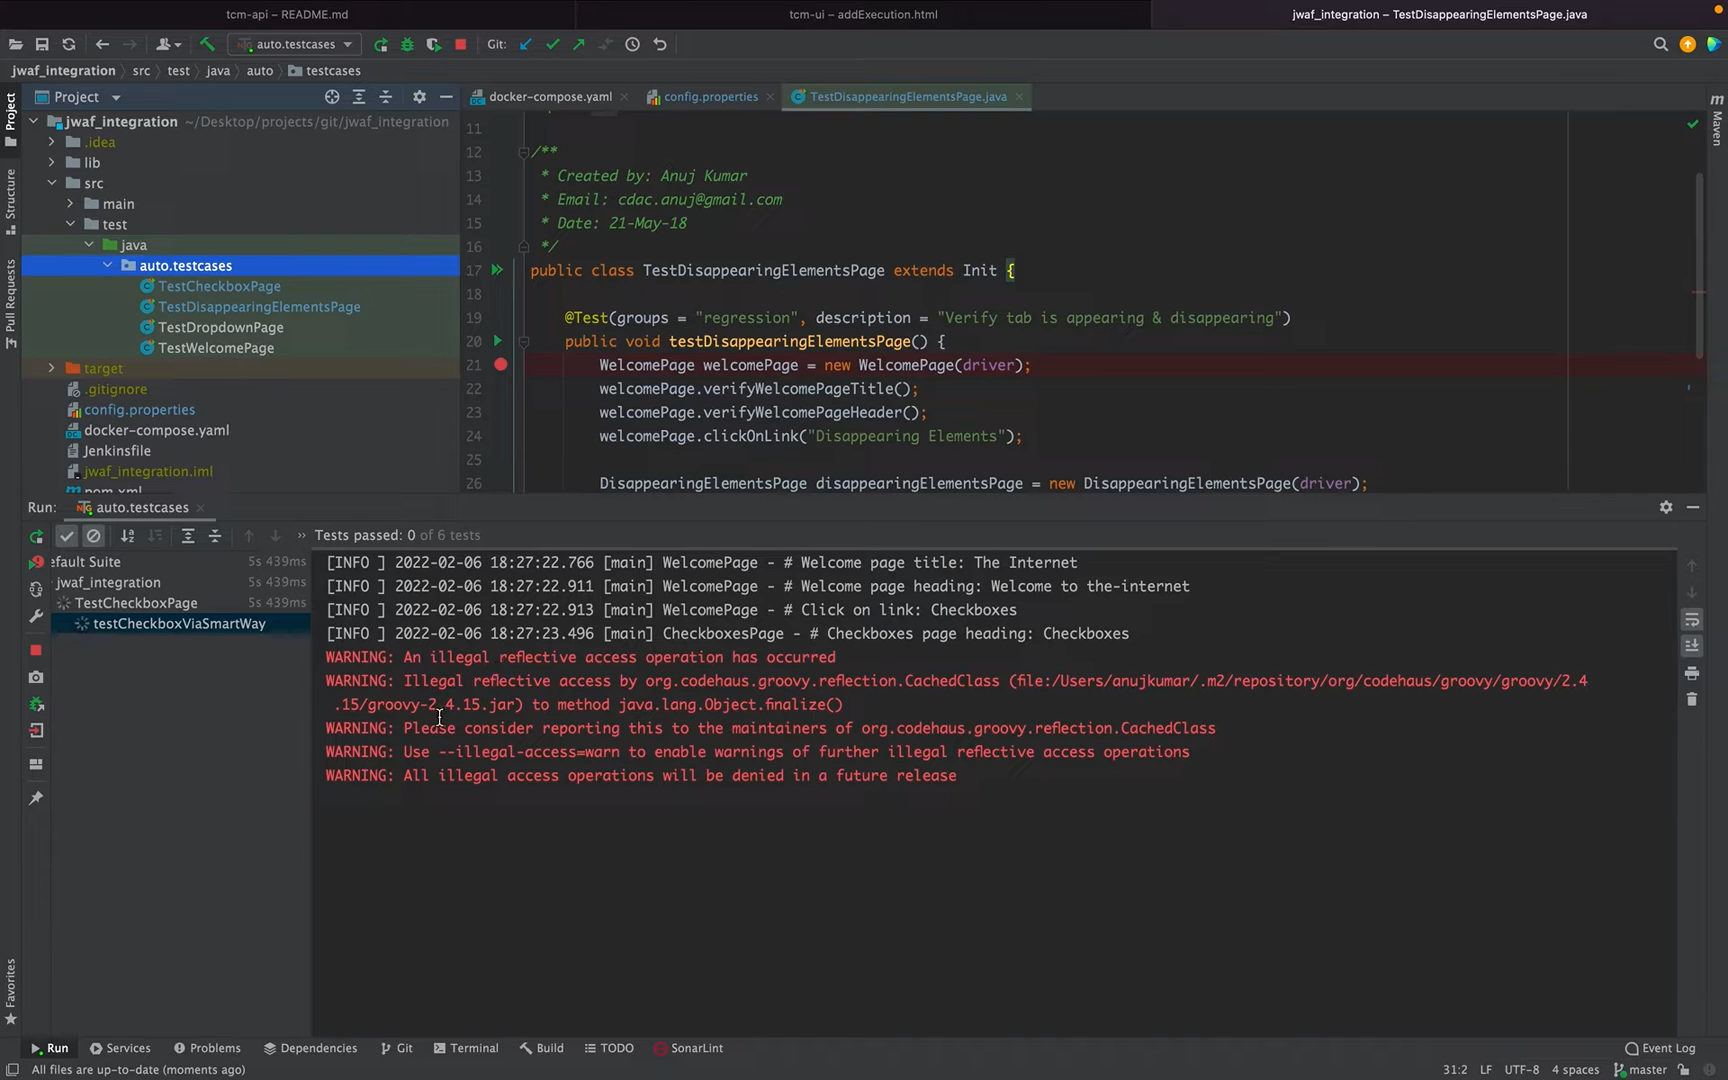 tcm-api – README.md
tcm-ui – addExecution.html
jwaf_integration – TestDisappearingElementsPage.java
auto.testcases
Git:
jwaf_integration src test java auto testcases
Project
docker-compose.yaml
config.properties
TestDisappearingElementsPage.java
Project
Structure
Pull Requests
Favorites
Maven
jwaf_integration ~/Desktop/projects/git/jwaf_integration
.idea
lib
src
main
test
java
auto.testcases
TestCheckboxPage
TestDisappearingElementsPage
TestDropdownPage
TestWelcomePage
target
.gitignore
config.properties
docker-compose.yaml
Jenkinsfile
jwaf_integration.iml
pom.xml
11
12 /**
13 * Created by: Anuj Kumar
14 * Email: cdac.anuj@gmail.com
15 * Date: 21-May-18
16 */
17 public class TestDisappearingElementsPage extends Init {
18
19 @Test(groups = "regression", description = "Verify tab is appearing & disappearing")
20 public void testDisappearingElementsPage() {
21 WelcomePage welcomePage = new WelcomePage(driver);
22 welcomePage.verifyWelcomePageTitle();
23 welcomePage.verifyWelcomePageHeader();
24 welcomePage.clickOnLink("Disappearing Elements");
25
26 DisappearingElementsPage disappearingElementsPage = new DisappearingElementsPage(driver);
Run: auto.testcases
Tests passed: 0 of 6 tests
efault Suite 5s 439ms
jwaf_integration 5s 439ms
TestCheckboxPage 5s 439ms
testCheckboxViaSmartWay
[INFO ] 2022-02-06 18:27:22.766 [main] WelcomePage - # Welcome page title: The Internet
[INFO ] 2022-02-06 18:27:22.911 [main] WelcomePage - # Welcome page heading: Welcome to the-internet
[INFO ] 2022-02-06 18:27:22.913 [main] WelcomePage - # Click on link: Checkboxes
[INFO ] 2022-02-06 18:27:23.496 [main] CheckboxesPage - # Checkboxes page heading: Checkboxes
WARNING: An illegal reflective access operation has occurred
WARNING: Illegal reflective access by org.codehaus.groovy.reflection.CachedClass (file:/Users/anujkumar/.m2/repository/org/codehaus/groovy/groovy/2.4
.15/groovy-2.4.15.jar) to method java.lang.Object.finalize()
WARNING: Please consider reporting this to the maintainers of org.codehaus.groovy.reflection.CachedClass
WARNING: Use --illegal-access=warn to enable warnings of further illegal reflective access operations
WARNING: All illegal access operations will be denied in a future release
Run Services Problems Dependencies Git Terminal Build TODO SonarLint Event Log
All files are up-to-date (moments ago) 31:2 LF UTF-8 4 spaces master